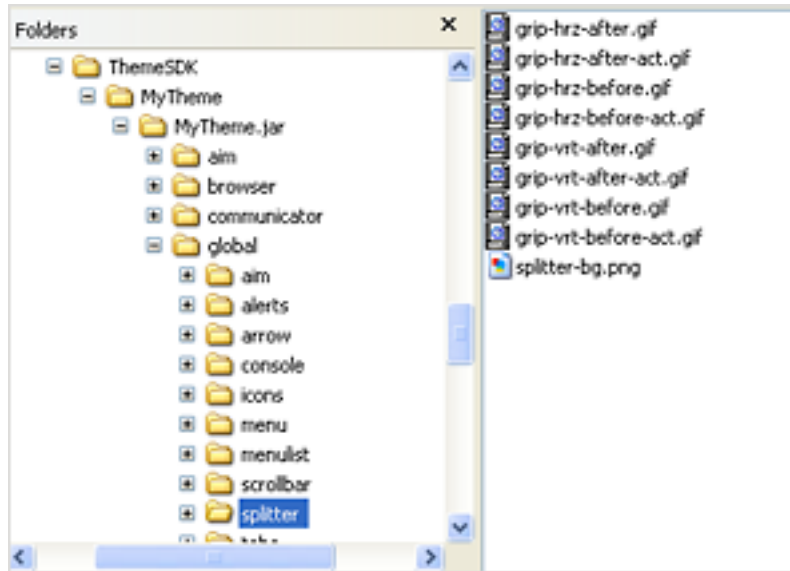 Folders
ThemeSDK
MyTheme
MyTheme.jar
aim
browser
communicator
global
aim
alerts
arrow
console
icons
menu
menulist
scrollbar
splitter
grip-hrz-after.gif
grip-hrz-after-act.gif
grip-hrz-before.gif
grip-hrz-before-act.gif
grip-vrt-after.gif
grip-vrt-after-act.gif
grip-vrt-before.gif
grip-vrt-before-act.gif
splitter-bg.png